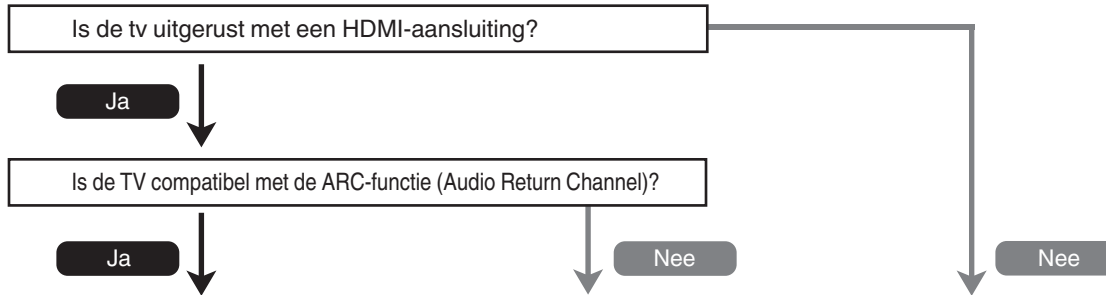 Is de tv uitgerust met een HDMI-aansluiting?
Ja
Is de TV compatibel met de ARC-functie (Audio Return Channel)?
Ja
Nee
Nee